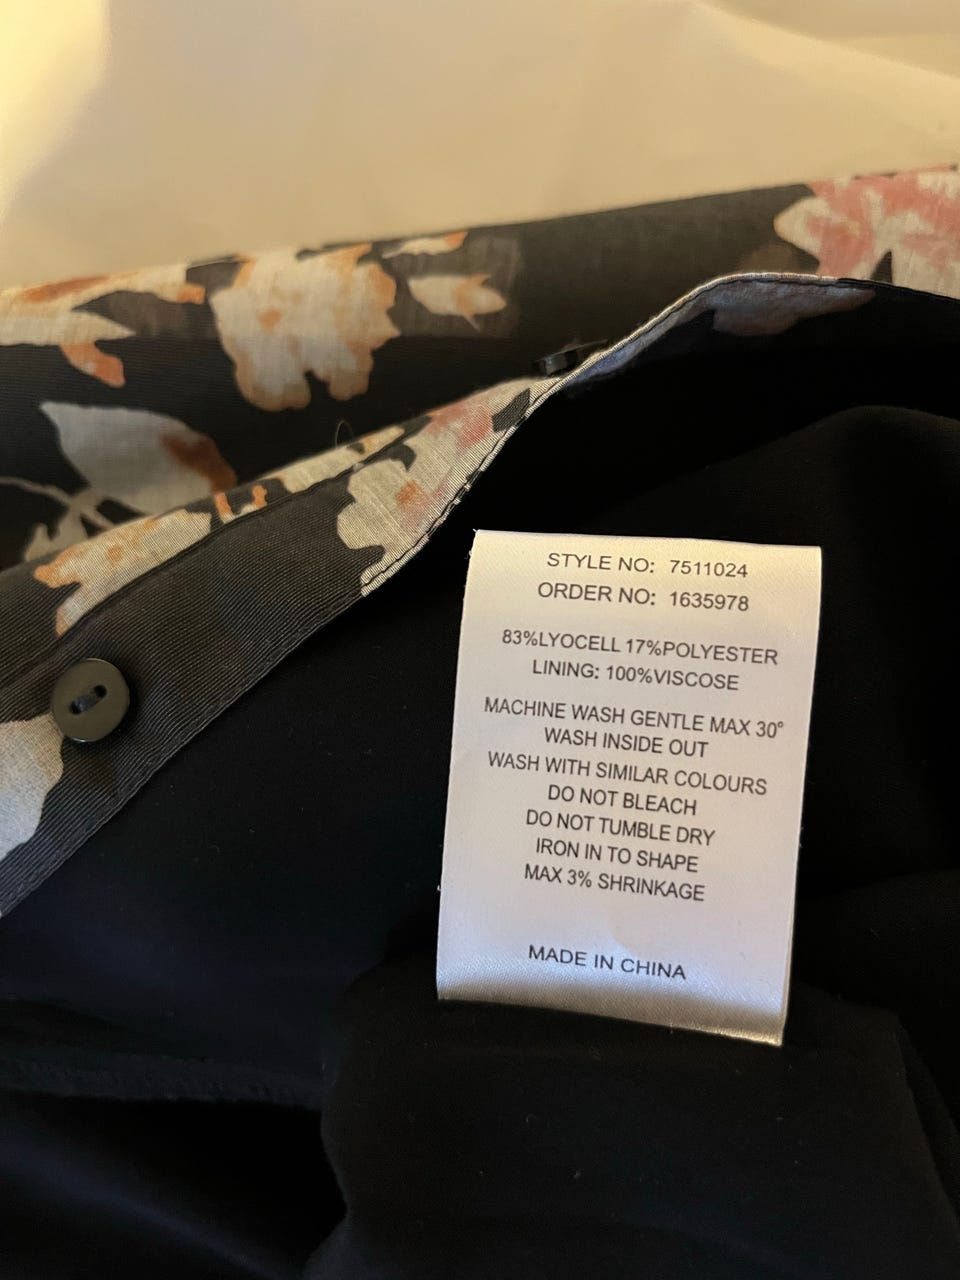 STYLE NO: 7511024
ORDER NO: 1635978
83%LYOCELL 17%POLYESTER
LINING: 100%VISCOSE
MACHINE WASH GENTLE MAX 30°
WASH INSIDE OUT
WASH WITH SIMILAR COLOURS
DO NOT BLEACH
DO NOT TUMBLE DRY
IRON IN TO SHAPE
MAX 3% SHRINKAGE
MADE IN CHINA